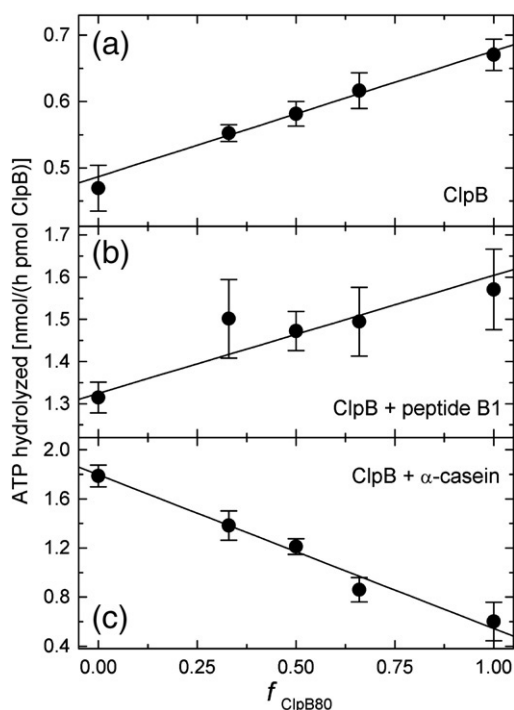 (a)
0.7
0.6
0.5
0.4
ClpB
(b)
1.7
1.6
1.5
1.4
1.3
ClpB + peptide B1
ATP hydrolyzed [nmol/(h pmol ClpB)]
2.0
1.6
1.2
0.8
0.4
ClpB + α-casein
(c)
0.00 0.25 0.50 0.75 1.00
f ClpB80